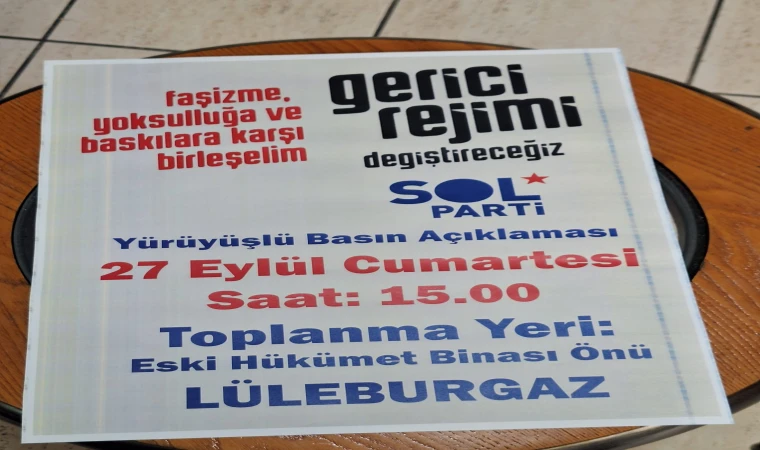 faşizme,
yoksulluğa ve
baskılara karşı
birleşelim
gerici
rejimi
değiştireceğiz
SOL
PARTİ
Yürüyüşlü Basın Açıklaması
27 Eylül Cumartesi
Saat: 15.00
Toplanma Yeri:
Eski Hükümet Binası Önü
LÜLEBURGAZ